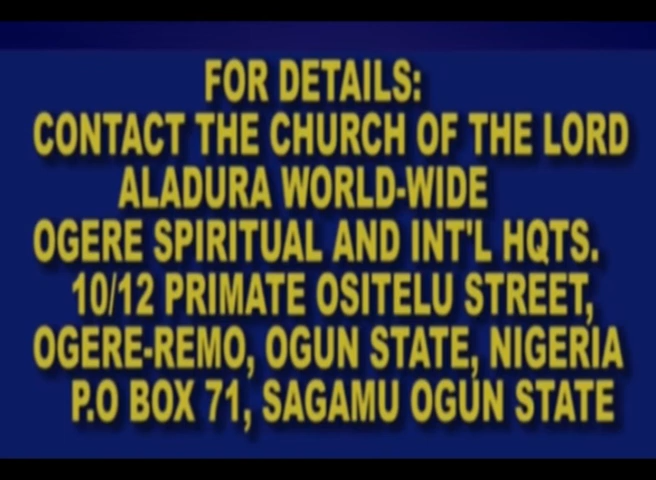 FOR DETAILS:
CONTACT THE CHURCH OF THE LORD
ALADURA WORLD-WIDE
OGERE SPIRITUAL AND INT'L HQTS.
10/12 PRIMATE OSITELU STREET,
OGERE-REMO, OGUN STATE, NIGERIA
P.O BOX 71, SAGAMU OGUN STATE